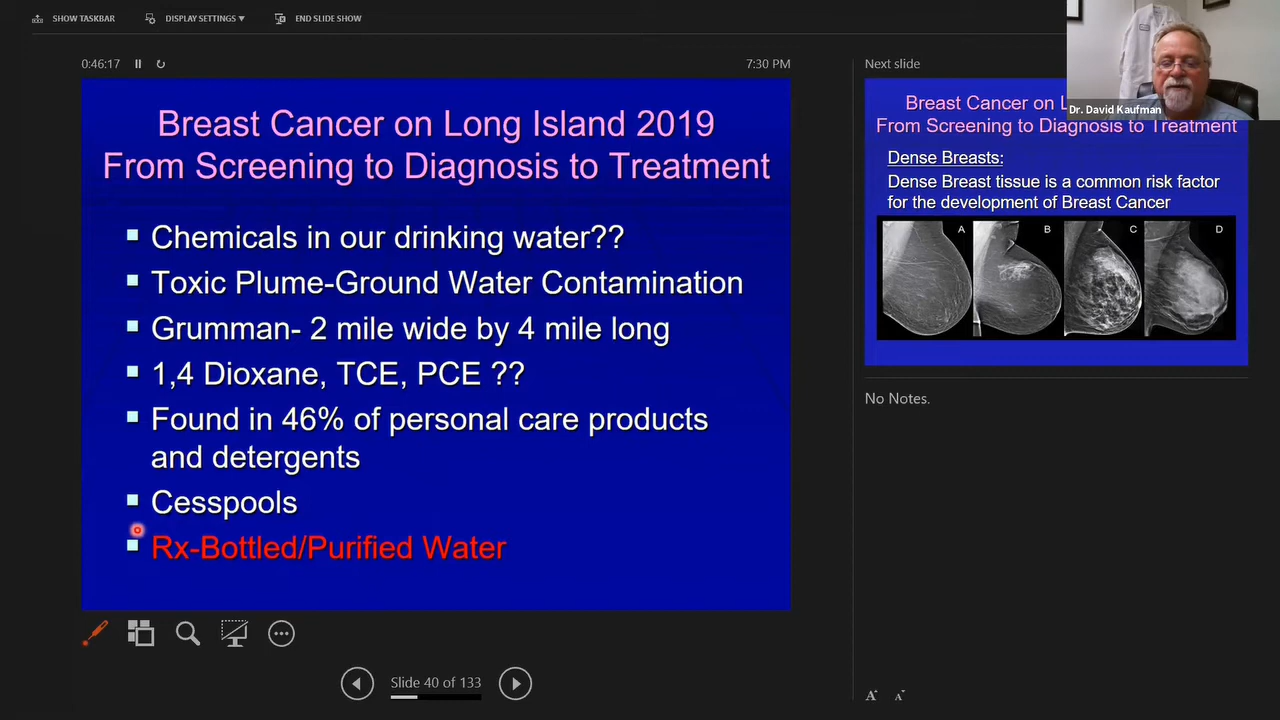 SHOW TASKBAR
DISPLAY SETTINGS ▼
END SLIDE SHOW
0:46:17
7:30 PM
Breast Cancer on Long Island 2019
From Screening to Diagnosis to Treatment
Chemicals in our drinking water??
Toxic Plume-Ground Water Contamination
Grumman- 2 mile wide by 4 mile long
1,4 Dioxane, TCE, PCE ??
Found in 46% of personal care products
and detergents
Cesspools
Rx-Bottled/Purified Water
Slide 40 of 133
Next slide
Breast Cancer on L
From Screening to Diagnosis to Treatment
Dense Breasts:
Dense Breast tissue is a common risk factor
for the development of Breast Cancer
A B C D
No Notes.
A A
Dr. David Kaufman